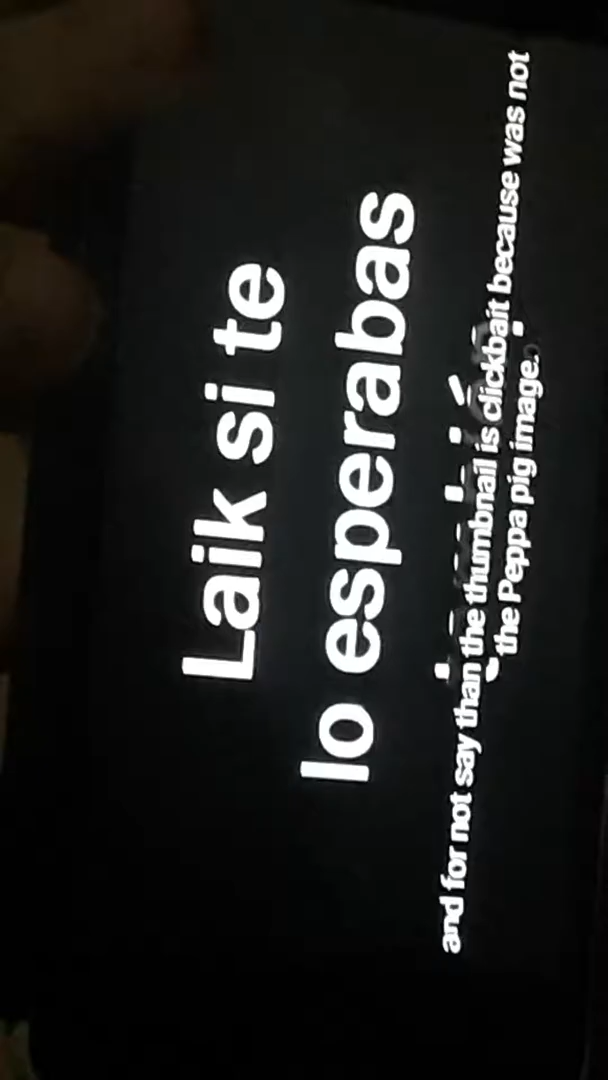 Laik si te
lo esperabas
and for not say than the thumbnail is clickbait because was not
the Peppa pig image.